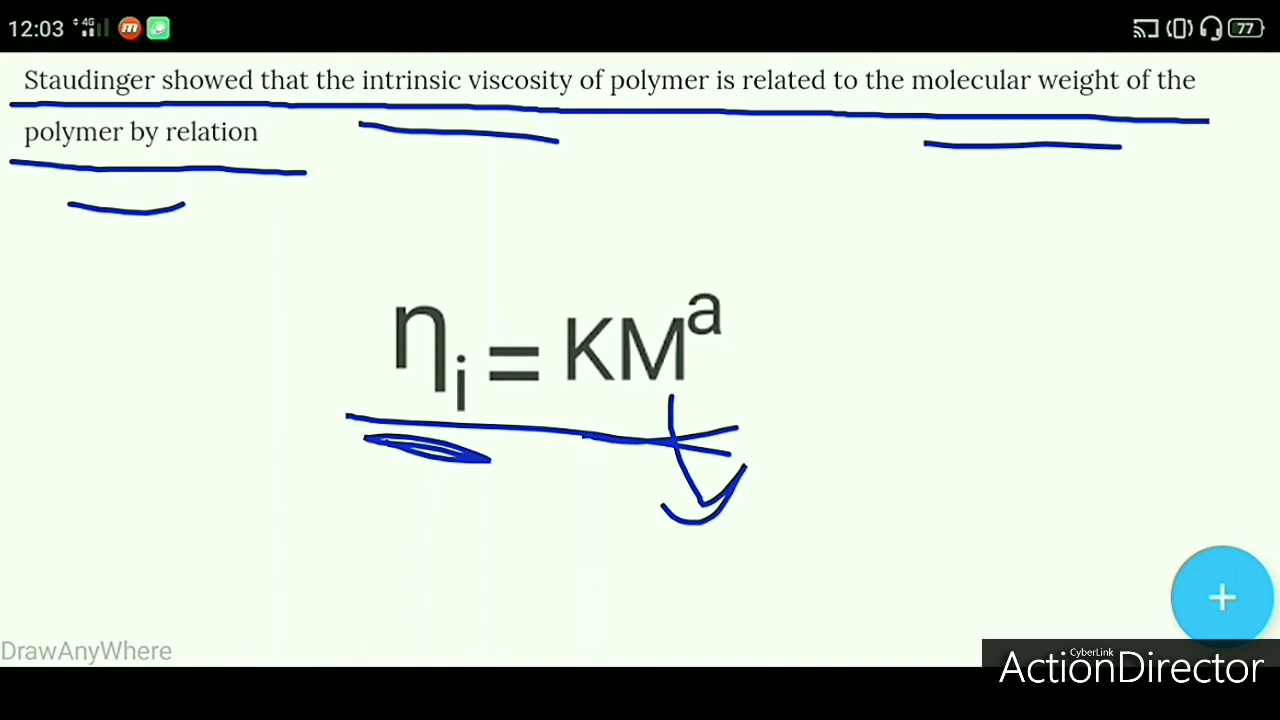 12:03 4G 77
Staudinger showed that the intrinsic viscosity of polymer is related to the molecular weight of the
polymer by relation
ηᵢ = KMᵃ
+
DrawAnyWhere
CyberLink
ActionDirector